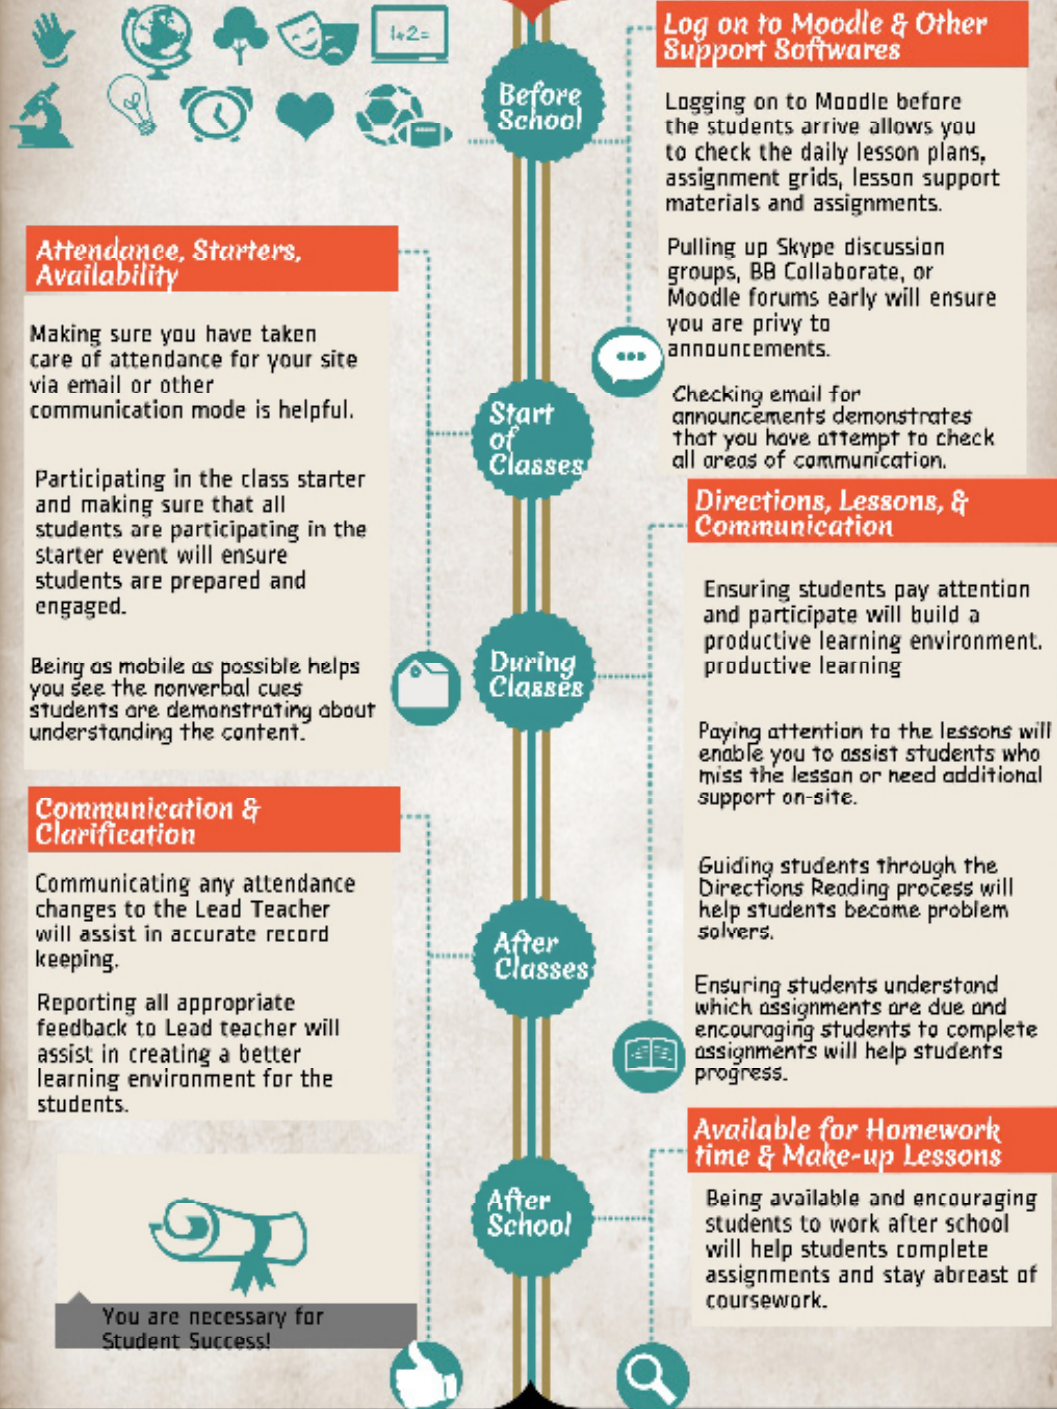 1+2=
Before
School
Log on to Moodle & Other
Support Softwares
Logging on to Moodle before
the students arrive allows you
to check the daily lesson plans,
assignment grids, lesson support
materials and assignments.
Pulling up Skype discussion
groups, BB Collaborate, or
Moodle forums early will ensure
you are privy to
announcements.
Checking email for
announcements demonstrates
that you have attempt to check
all areas of communication.
Attendance, Starters,
Availability
Making sure you have taken
care of attendance for your site
via email or other
communication mode is helpful.
Participating in the class starter
and making sure that all
students are participating in the
starter event will ensure
students are prepared and
engaged.
Being as mobile as possible helps
you see the nonverbal cues
students are demonstrating about
understanding the content.
Start
of
Classes
Directions, Lessons, &
Communication
Ensuring students pay attention
and participate will build a
productive learning environment.
productive learning
Paying attention to the lessons will
enable you to assist students who
miss the lesson or need additional
support on-site.
Guiding students through the
Directions Reading process will
help students become problem
solvers.
Ensuring students understand
which assignments are due and
encouraging students to complete
assignments will help students
progress.
During
Classes
Communication &
Clarification
Communicating any attendance
changes to the Lead Teacher
will assist in accurate record
keeping.
Reporting all appropriate
feedback to Lead teacher will
assist in creating a better
learning environment for the
students.
After
Classes
Available for Homework
time & Make-up Lessons
Being available and encouraging
students to work after school
will help students complete
assignments and stay abreast of
coursework.
After
School
You are necessary for
Student Success!